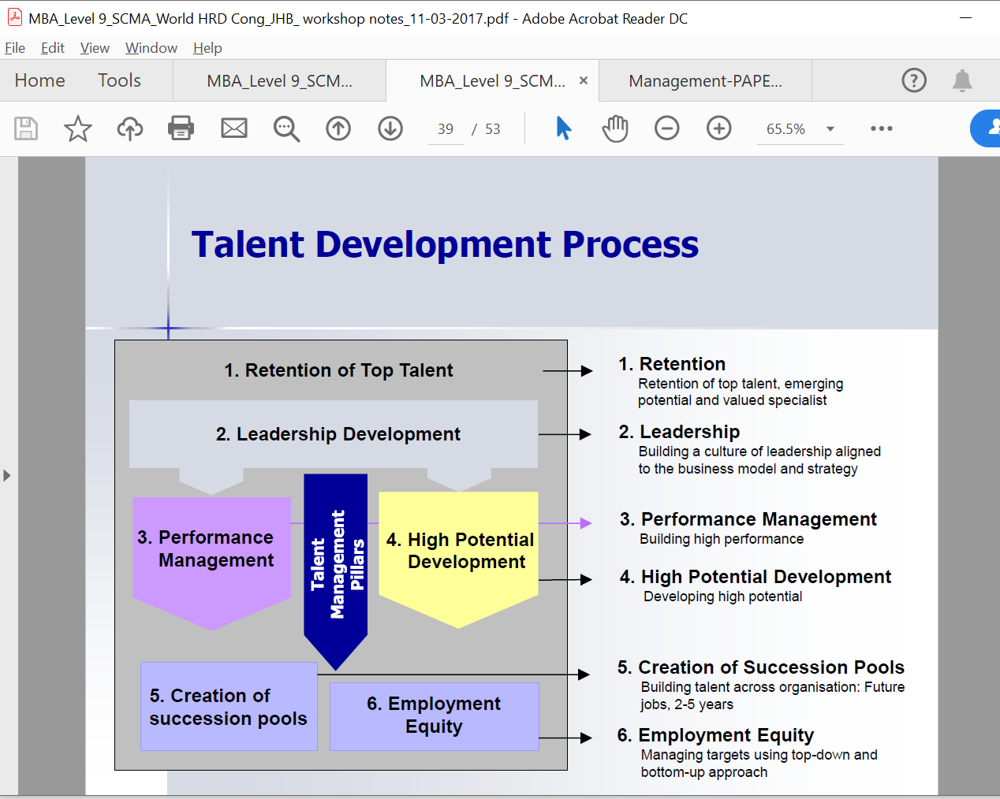 MBA_Level 9_SCMA_World HRD Cong_JHB_ workshop notes_11-03-2017.pdf - Adobe Acrobat Reader DC
File Edit View Window Help
Home Tools MBA_Level 9_SCM... MBA_Level 9_SCM... × Management-PAPE...
39 / 53 65.5%
Talent Development Process
1. Retention of Top Talent
2. Leadership Development
3. Performance
Management
Talent
Management
Pillars
4. High Potential
Development
5. Creation of
succession pools
6. Employment
Equity
1. Retention
Retention of top talent, emerging
potential and valued specialist
2. Leadership
Building a culture of leadership aligned
to the business model and strategy
3. Performance Management
Building high performance
4. High Potential Development
Developing high potential
5. Creation of Succession Pools
Building talent across organisation: Future
jobs, 2-5 years
6. Employment Equity
Managing targets using top-down and
bottom-up approach